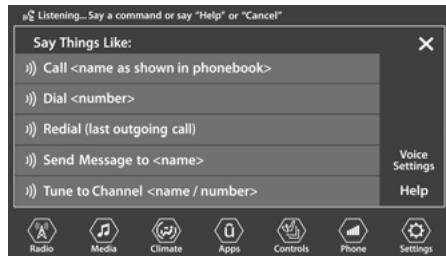 Listening... Say a command or say "Help" or "Cancel"
Say Things Like:
Call <name as shown in phonebook>
Dial <number>
Redial (last outgoing call)
Send Message to <name>
Tune to Channel <name / number>
Voice
Settings
Help
Radio Media Climate Apps Controls Phone Settings